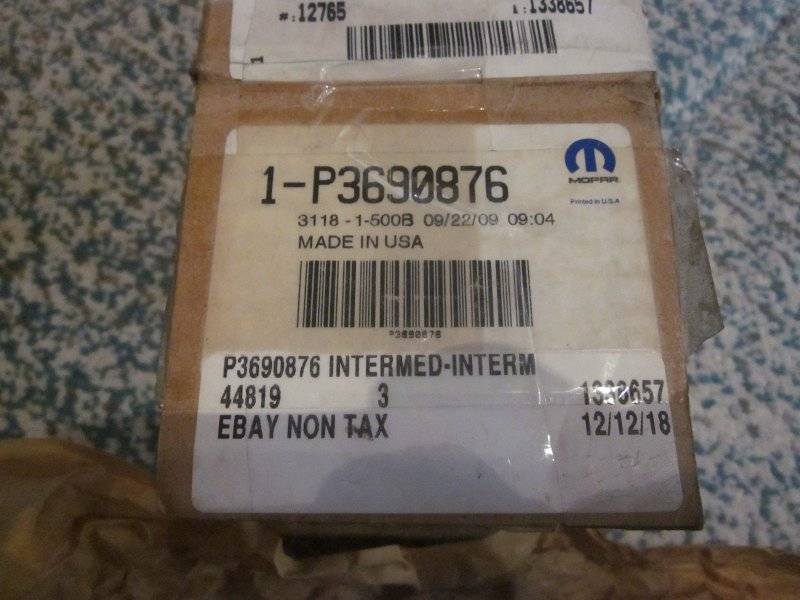 #: 12765
: 1338657
1
1-P3690876
MOPAR
Printed in U.S.A
3118 -1-500B 09/22/09 09:04
MADE IN USA
P3690876
P3690876 INTERMED-INTERM
44819 3 1338657
EBAY NON TAX 12/12/18